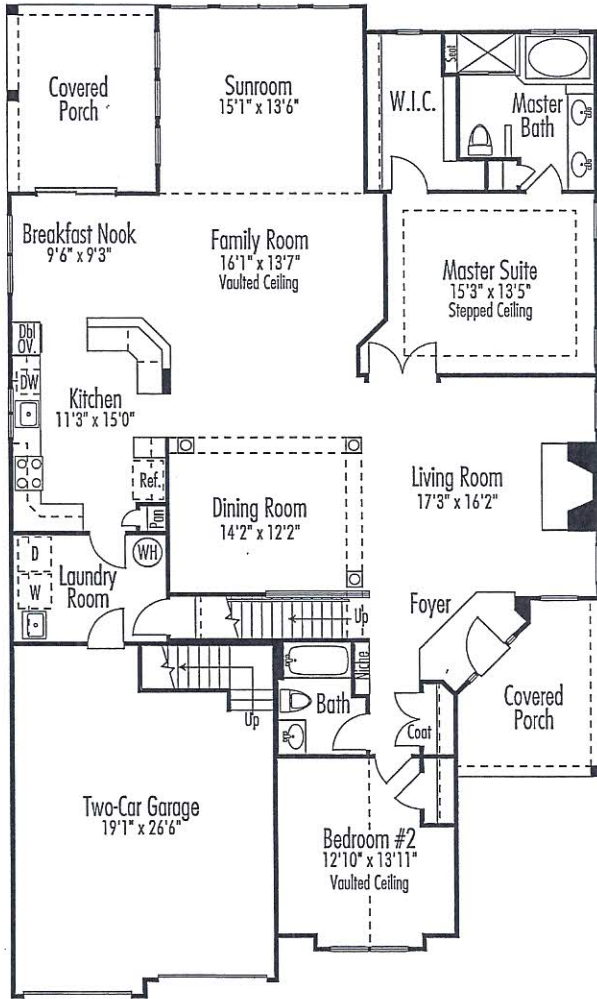 Covered
Porch
Sunroom
15'1" x 13'6"
W.I.C.
Seat
Master
Bath
Breakfast Nook
9'6" x 9'3"
Family Room
16'1" x 13'7"
Vaulted Ceiling
Master Suite
15'3" x 13'5"
Stepped Ceiling
Dbl
OV.
DW
Kitchen
11'3" x 15'0"
Ref.
Pan
Dining Room
14'2" x 12'2"
Living Room
17'3" x 16'2"
D
W
Laundry
Room
WH
Up
Foyer
Niche
Bath
Coat
Covered
Porch
Up
Two-Car Garage
19'1" x 26'6"
Bedroom #2
12'10" x 13'11"
Vaulted Ceiling